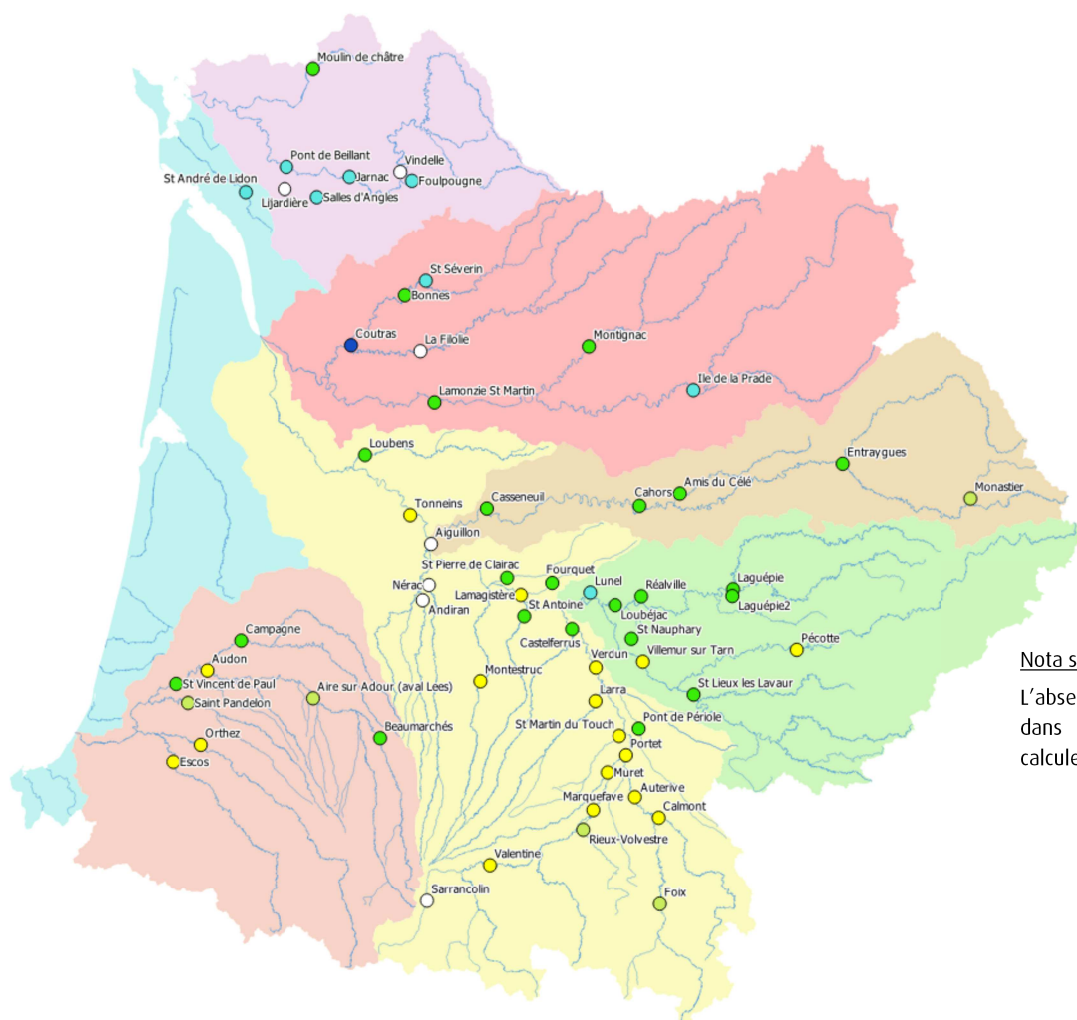 Moulin de châtre
Pont de Beillant
Vindelle
St André de Lidon
Jarnac
Foulpougne
Lijardière
Salles d'Angles
St Séverin
Bonnes
Coutras
La Filolie
Montignac
Ile de la Prade
Lamonzie St Martin
Loubens
Entraygues
Amis du Célé
Monastier
Casseneuil
Cahors
Tonneins
Aiguillon
St Pierre de Clairac
Fourquet
Nérac
Lamagistère
Lunel
Réalville
Laguépie
Andiran
St Antoine
Loubéjac
Laguépie2
Campagne
Castelferrus
St Nauphary
Pécotte
Audon
Verdun
Villemur sur Tarn
Montestruc
St Vincent de Paul
Aire sur Adour (aval Lees)
St Lieux les Lavaur
Saint Pandelon
Larra
Beaumarchés
St Martin du Touch
Pont de Périole
Orthez
Portet
Escos
Muret
Marquefave
Auterive
Calmont
Rieux-Volvestre
Valentine
Sarrancolin
Foix
Nota s
L'abse
dans
calcule